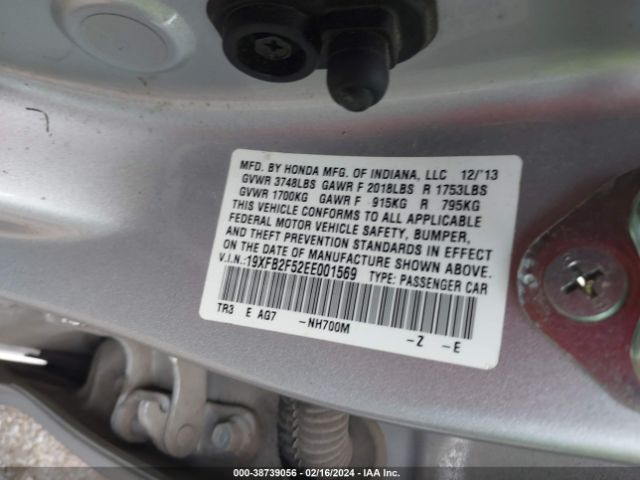 MFD. BY HONDA MFG. OF INDIANA, LLC 12/'13
GVWR 3748LBS GAWR F 2018LBS R 1753LBS
GVWR 1700KG GAWR F 915KG R 795KG
THIS VEHICLE CONFORMS TO ALL APPLICABLE
FEDERAL MOTOR VEHICLE SAFETY, BUMPER,
AND THEFT PREVENTION STANDARDS IN EFFECT
ON THE DATE OF MANUFACTURE SHOWN ABOVE.
V.I.N.:19XFB2F52EE001569 TYPE: PASSENGER CAR
TR3 E AG7 -NH700M -Z -E
000-38739056 - 02/16/2024 - IAA Inc.